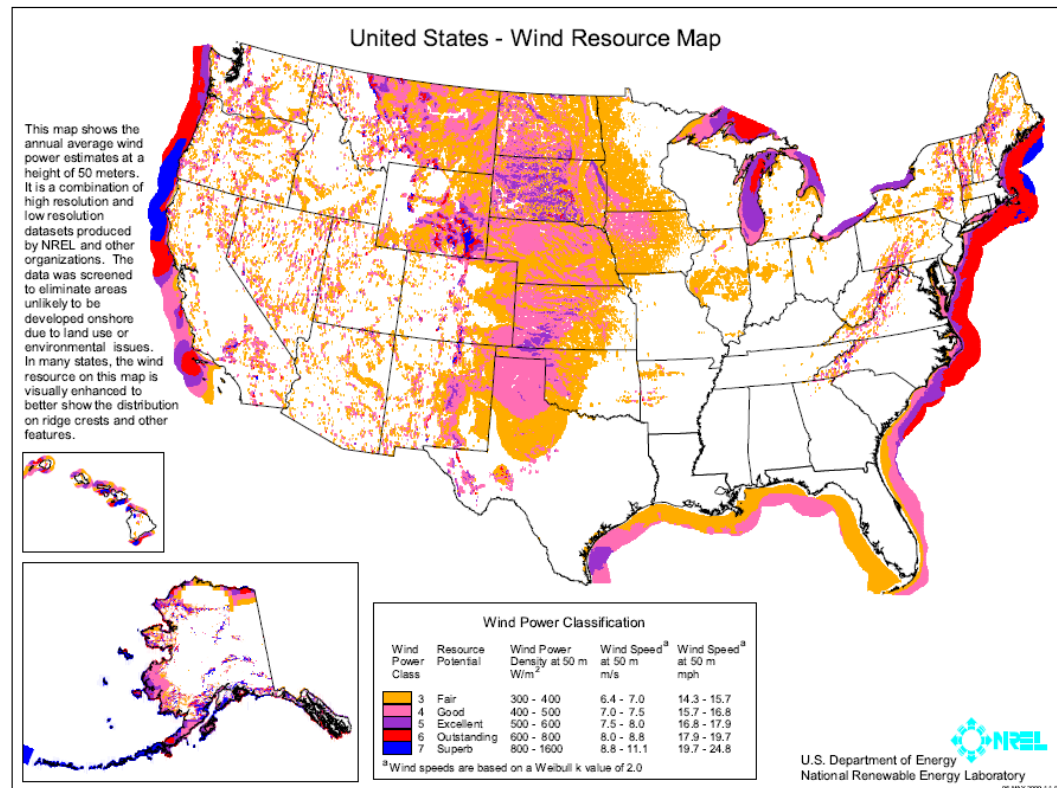 United States - Wind Resource Map
This map shows the
annual average wind
power estimates at a
height of 50 meters.
It is a combination of
high resolution and
low resolution
datasets produced
by NREL and other
organizations. The
data was screened
to eliminate areas
unlikely to be
developed onshore
due to land use or
environmental issues.
In many states, the wind
resource on this map is
visually enhanced to
better show the distribution
on ridge crests and other
features.
Wind Power Classification
Wind Resource Wind Power Wind Speed a Wind Speed a
Power Potential Density at 50 m at 50 m at 50 m
Class W/m2 m/s mph
3 Fair 300 - 400 6.4 - 7.0 14.3 - 15.7
4 Good 400 - 500 7.0 - 7.5 15.7 - 16.8
5 Excellent 500 - 600 7.5 - 8.0 16.8 - 17.9
6 Outstanding 600 - 800 8.0 - 8.8 17.9 - 19.7
7 Superb 800 - 1600 8.8 - 11.1 19.7 - 24.8
a Wind speeds are based on a Weibull k value of 2.0
NREL
U.S. Department of Energy
National Renewable Energy Laboratory